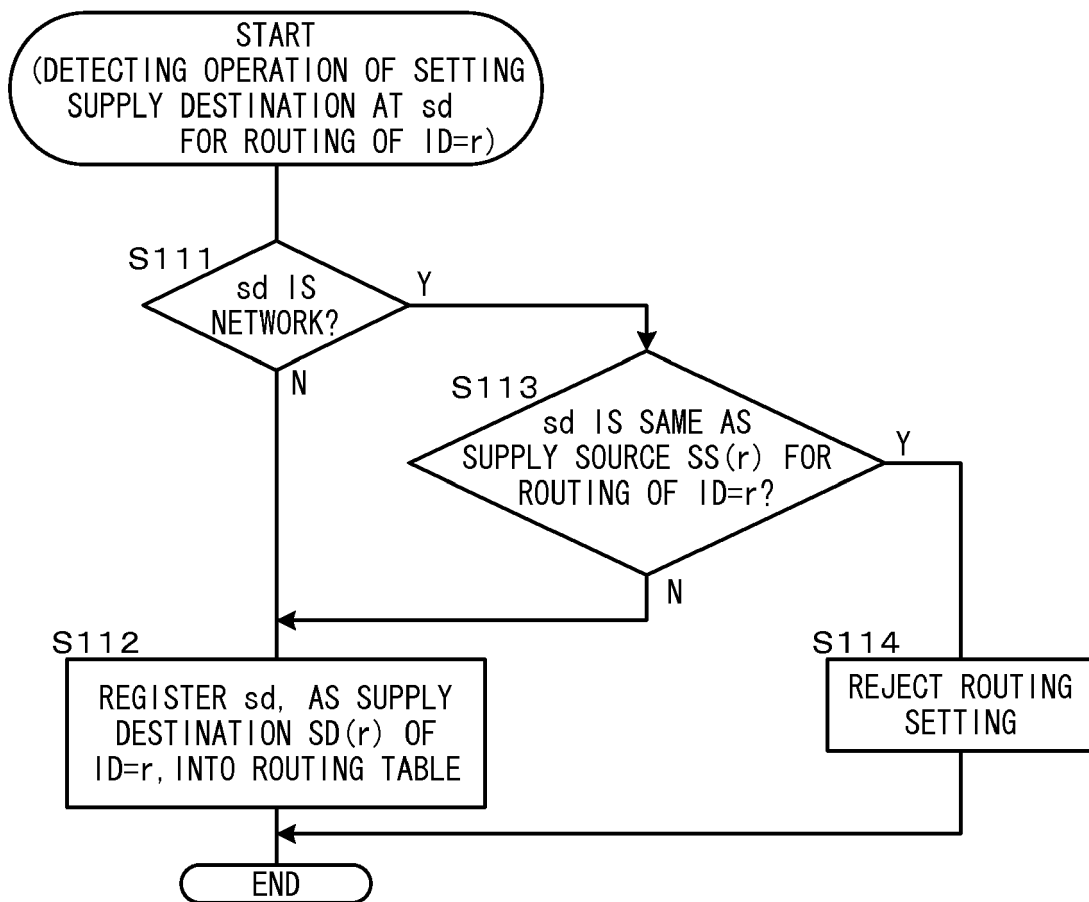 START
(DETECTING OPERATION OF SETTING
SUPPLY DESTINATION AT sd
FOR ROUTING OF ID=r)
S111
sd IS
NETWORK?
Y
N
S113
sd IS SAME AS
SUPPLY SOURCE SS(r) FOR
ROUTING OF ID=r?
Y
N
S112
REGISTER sd, AS SUPPLY
DESTINATION SD(r) OF
ID=r, INTO ROUTING TABLE
S114
REJECT ROUTING
SETTING
END